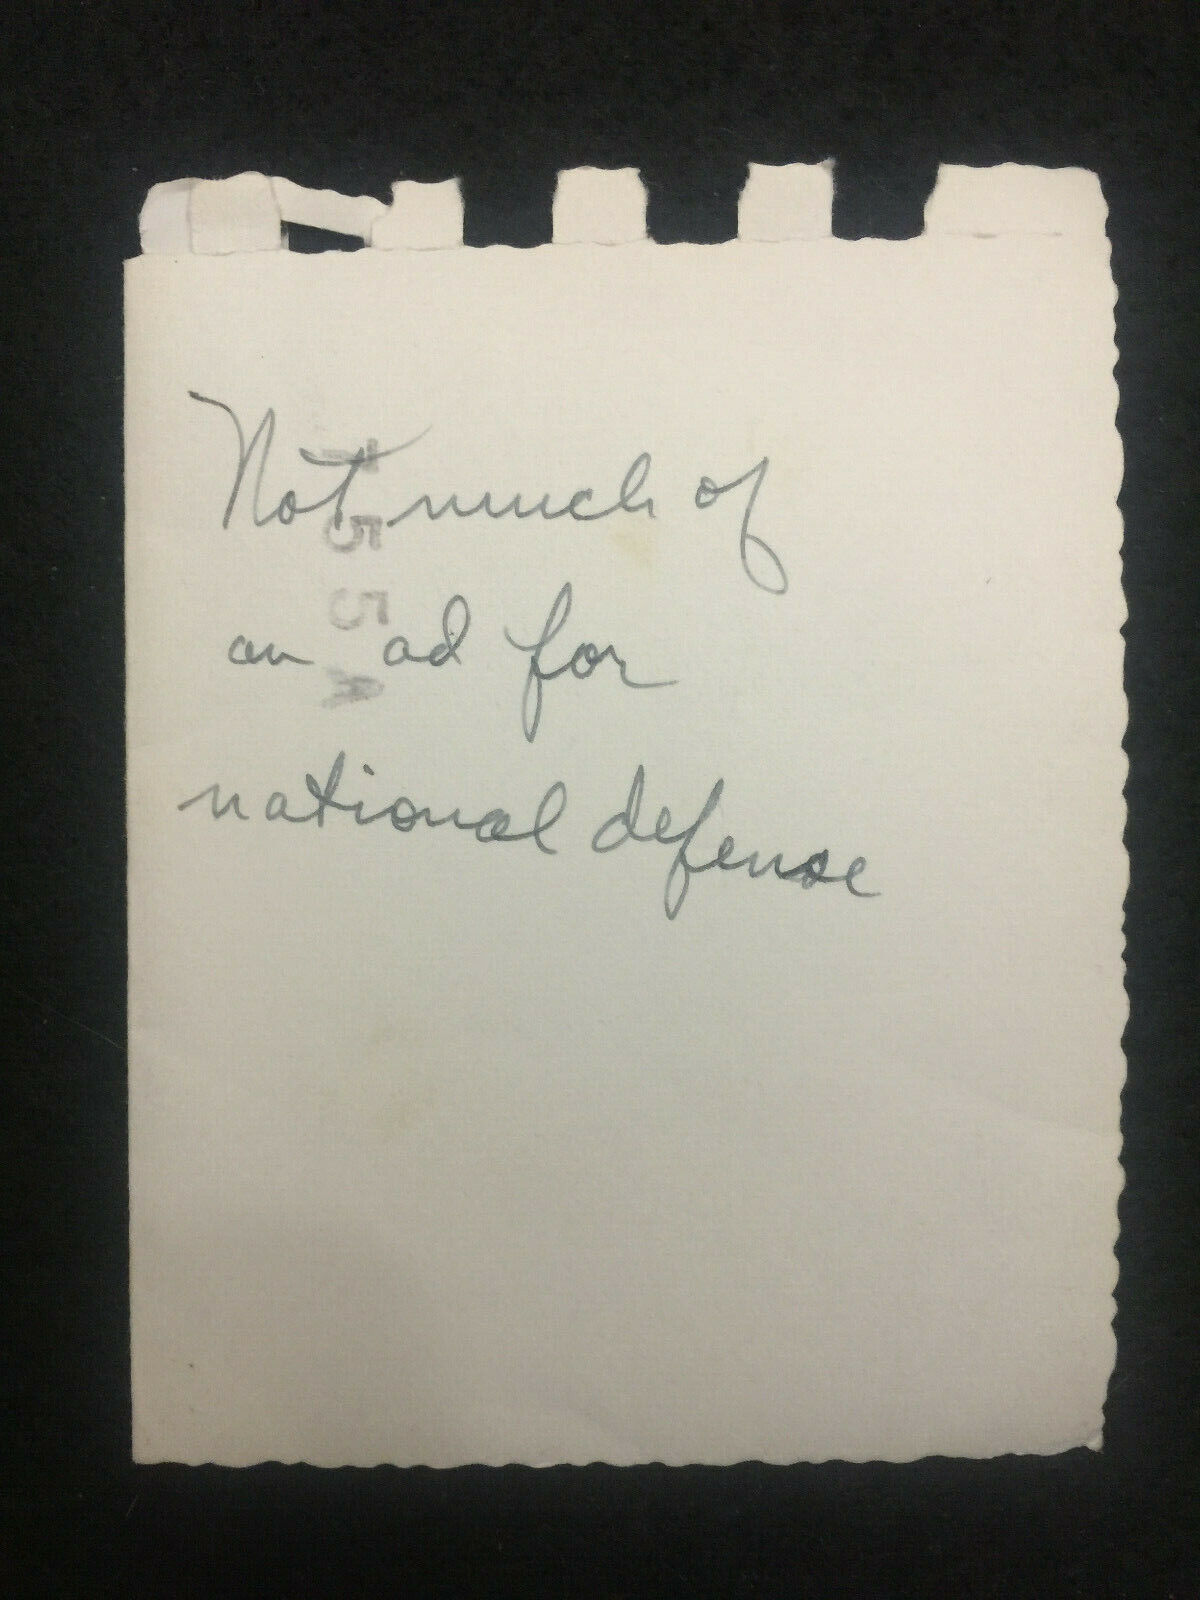 Not much of
an ad for
national defense